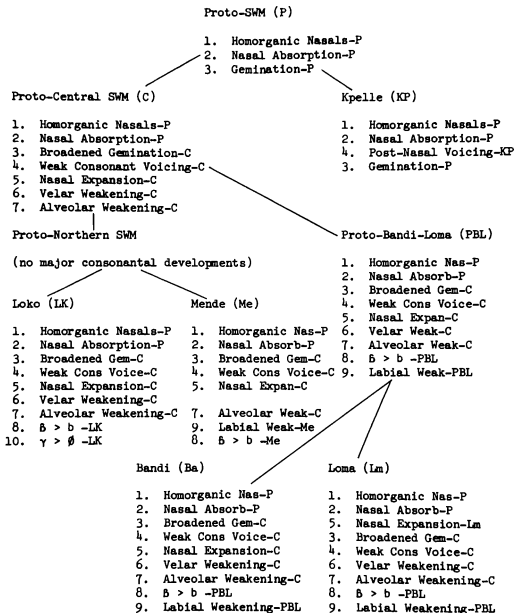 Proto-SWM (P)
1. Homorganic Nasals-P
2. Nasal Absorption-P
3. Gemination-P
Proto-Central SWM (C)
1. Homorganic Nasals-P
2. Nasal Absorption-P
3. Broadened Gemination-C
4. Weak Consonant Voicing-C
5. Nasal Expansion-C
6. Velar Weakening-C
7. Alveolar Weakening-C
Kpelle (KP)
1. Homorganic Nasals-P
2. Nasal Absorption-P
4. Post-Nasal Voicing-KP
3. Gemination-P
Proto-Northern SWM
(no major consonantal developments)
Proto-Bandi-Loma (PBL)
1. Homorganic Nas-P
2. Nasal Absorb-P
3. Broadened Gem-C
4. Weak Cons Voice-C
5. Nasal Expan-C
6. Velar Weak-C
7. Alveolar Weak-C
8. ɓ > b -PBL
9. Labial Weak-PBL
Loko (LK)
1. Homorganic Nasals-P
2. Nasal Absorption-P
3. Broadened Gem-C
4. Weak Cons Voice-C
5. Nasal Expansion-C
6. Velar Weakening-C
7. Alveolar Weakening-C
8. ɓ > b -LK
10. γ > Ø -LK
Mende (Me)
1. Homorganic Nas-P
2. Nasal Absorb-P
3. Broadened Gem-C
4. Weak Cons Voice-C
5. Nasal Expan-C
7. Alveolar Weak-C
9. Labial Weak-Me
8. ɓ > b -Me
Bandi (Ba)
1. Homorganic Nas-P
2. Nasal Absorb-P
3. Broadened Gem-C
4. Weak Cons Voice-C
5. Nasal Expansion-C
6. Velar Weakening-C
7. Alveolar Weakening-C
8. ɓ > b -PBL
9. Labial Weakening-PBL
Loma (Lm)
1. Homorganic Nas-P
2. Nasal Absorb-P
5. Nasal Expansion-Lm
3. Broadened Gem-C
4. Weak Cons Voice-C
6. Velar Weakening-C
7. Alveolar Weakening-C
8. ɓ > b -PBL
9. Labial Weakening-PBL